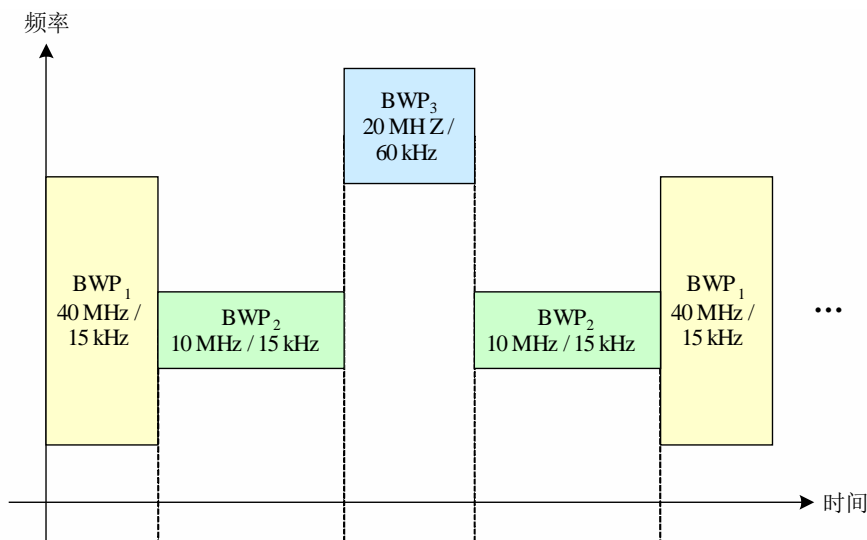 频率
BWP₃
20 MHZ /
60 kHz
BWP₁
40 MHz /
15 kHz
BWP₂
10 MHz / 15 kHz
BWP₂
10 MHz / 15 kHz
BWP₁
40 MHz /
15 kHz
...
时间